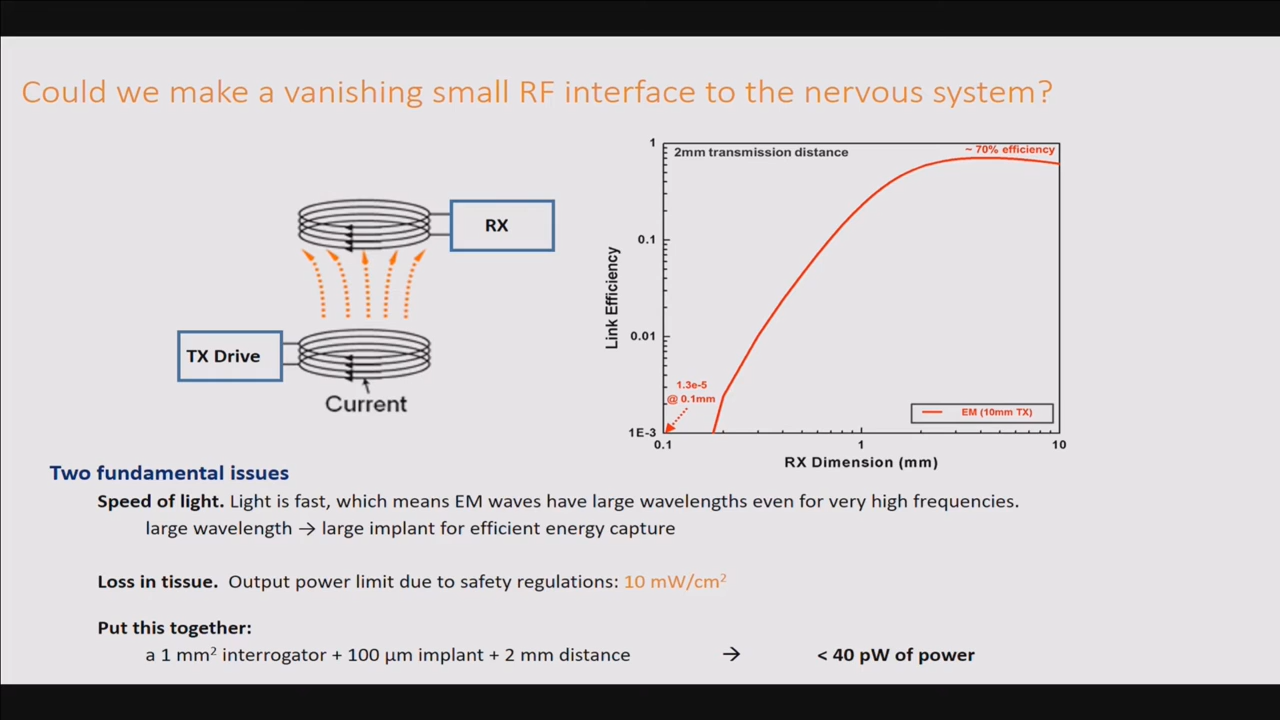 Could we make a vanishing small RF interface to the nervous system?
RX
TX Drive
Current
2mm transmission distance
~ 70% efficiency
1
0.1
0.01
1E-3
Link Efficiency
1.3e-5
@ 0.1mm
EM (10mm TX)
0.1
1
10
RX Dimension (mm)
Two fundamental issues
Speed of light. Light is fast, which means EM waves have large wavelengths even for very high frequencies.
large wavelength → large implant for efficient energy capture
Loss in tissue. Output power limit due to safety regulations: 10 mW/cm²
Put this together:
a 1 mm² interrogator + 100 μm implant + 2 mm distance → < 40 pW of power